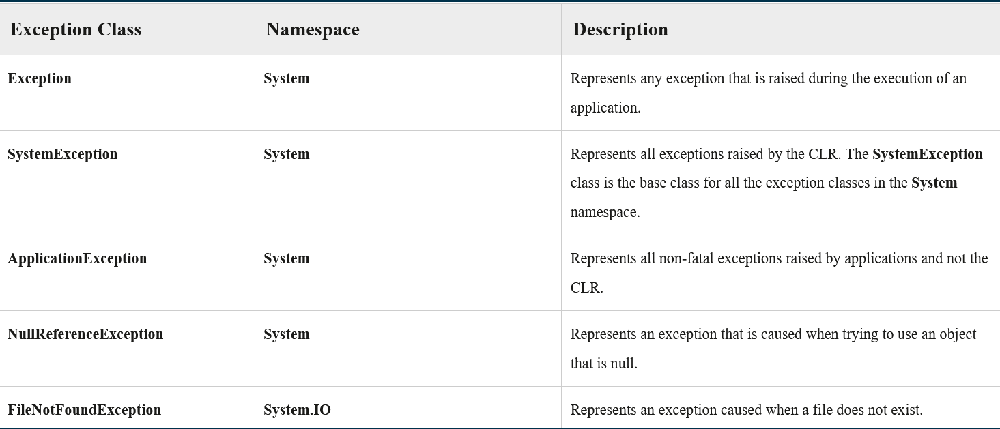 Exception Class Namespace Description
Exception System Represents any exception that is raised during the execution of an
application.
SystemException System Represents all exceptions raised by the CLR. The SystemException
class is the base class for all the exception classes in the System
namespace.
ApplicationException System Represents all non-fatal exceptions raised by applications and not the
CLR.
NullReferenceException System Represents an exception that is caused when trying to use an object
that is null.
FileNotFoundException System.IO Represents an exception caused when a file does not exist.